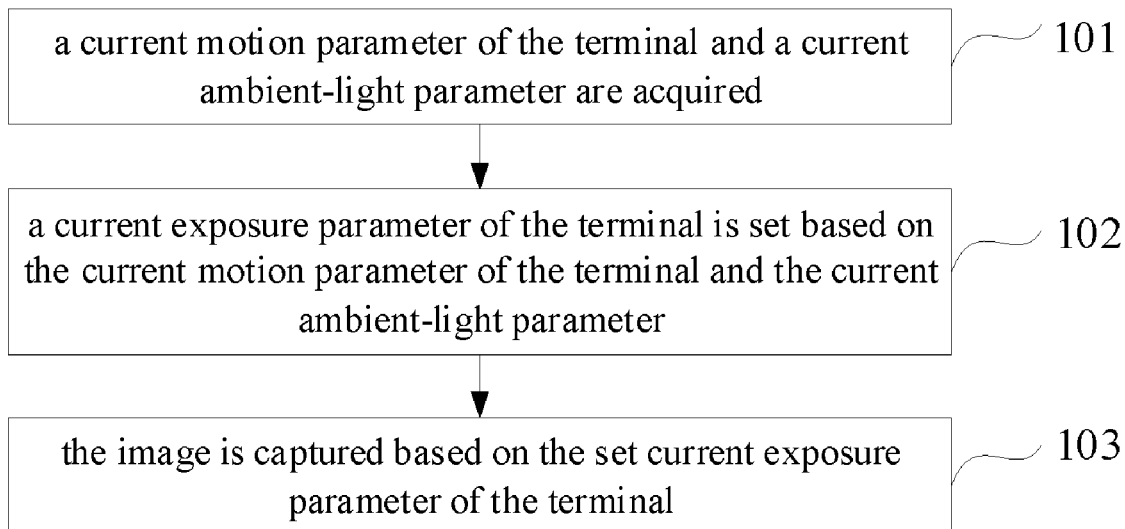 a current motion parameter of the terminal and a current
ambient-light parameter are acquired
101
a current exposure parameter of the terminal is set based on
the current motion parameter of the terminal and the current
ambient-light parameter
102
the image is captured based on the set current exposure
parameter of the terminal
103